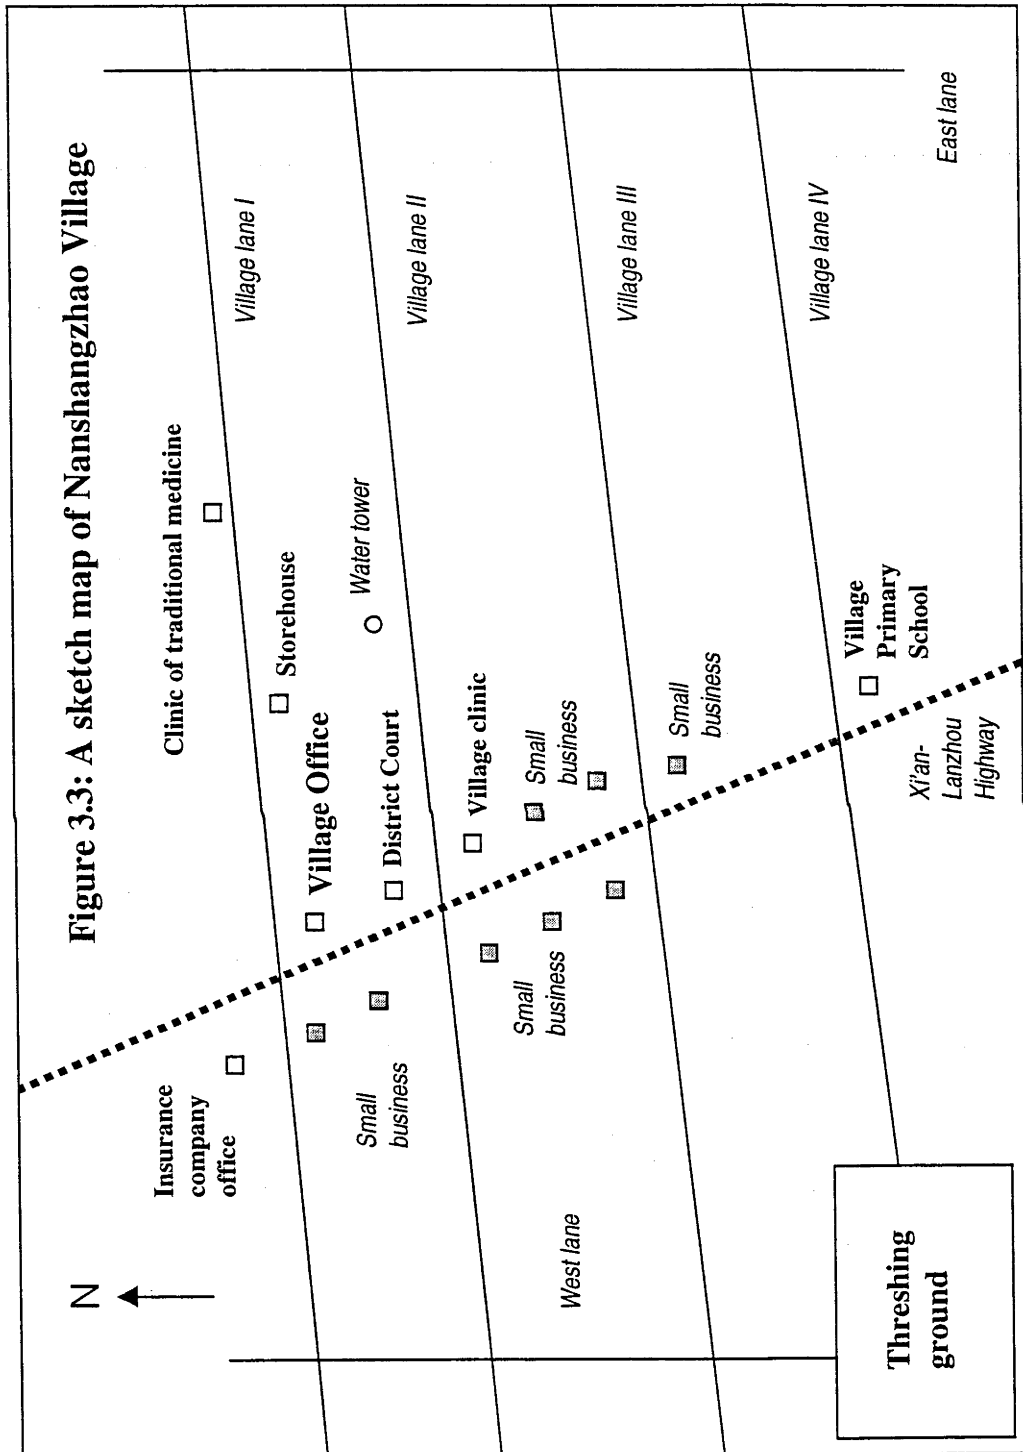 Figure 3.3: A sketch map of Nanshangzhao Village
N
Insurance
company
office
Clinic of traditional medicine
Village lane I
Storehouse
Village Office
Water tower
Small
business
District Court
Village lane II
Village clinic
Small
business
Small
business
West lane
Village lane III
Small
business
Village lane IV
Village
Primary
School
Threshing
ground
Xi'an-
Lanzhou
Highway
East lane